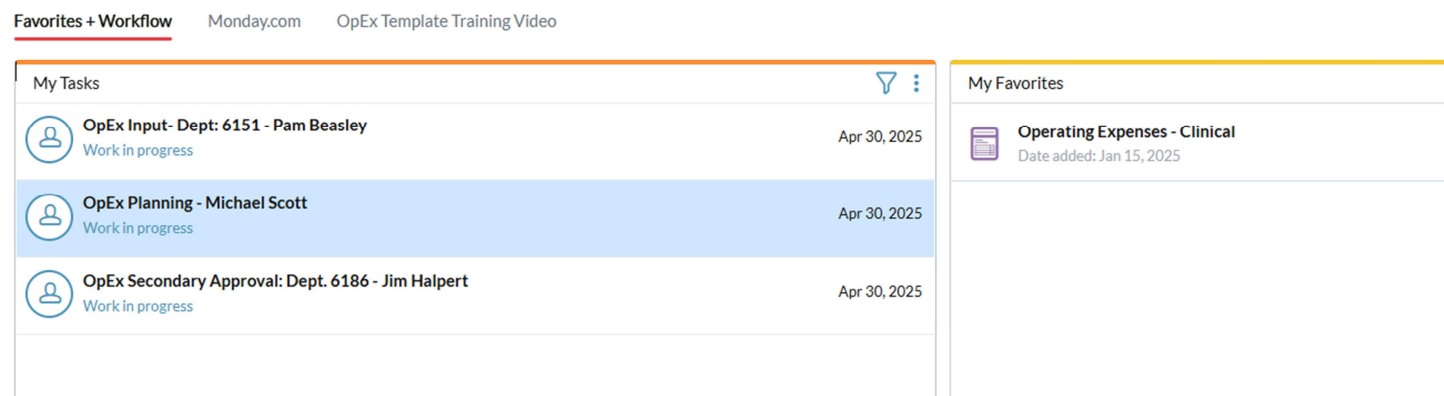 Favorites + Workflow Monday.com OpEx Template Training Video
My Tasks
OpEx Input- Dept: 6151 - Pam Beasley
Work in progress
Apr 30, 2025
OpEx Planning - Michael Scott
Work in progress
Apr 30, 2025
OpEx Secondary Approval: Dept. 6186 - Jim Halpert
Work in progress
Apr 30, 2025
My Favorites
Operating Expenses - Clinical
Date added: Jan 15, 2025